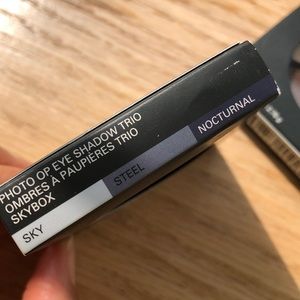 PHOTO OP EYE SHADOW TRIO
OMBRES À PAUPIÈRES TRIO
SKYBOX
SKY
STEEL
NOCTURNAL